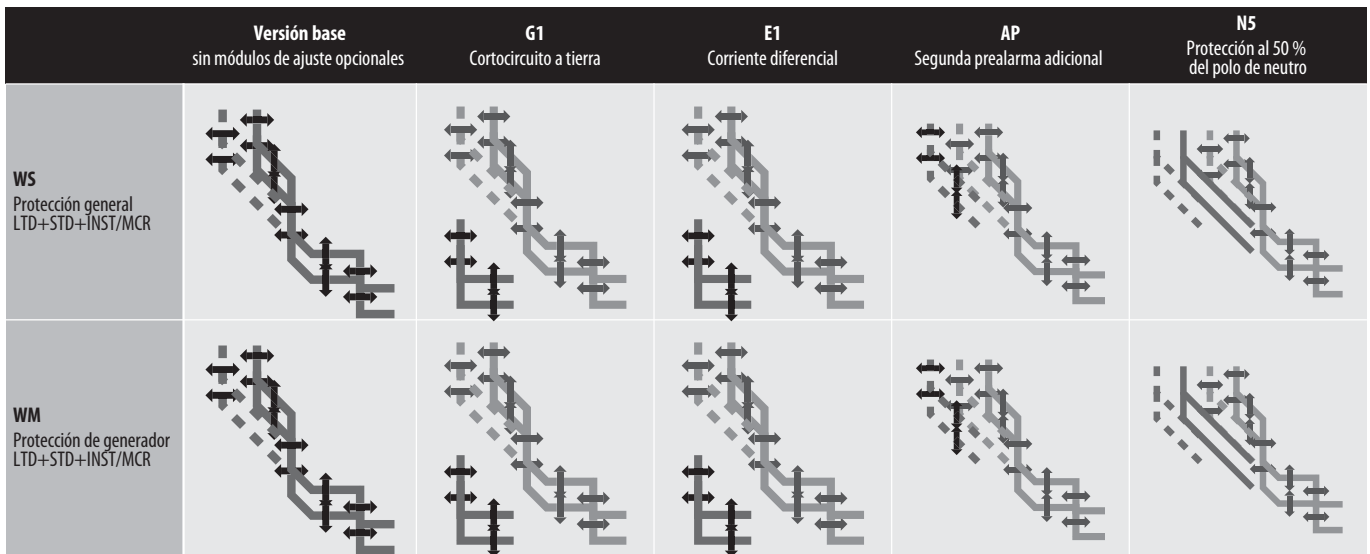 Versión base
sin módulos de ajuste opcionales
G1
Cortocircuito a tierra
E1
Corriente diferencial
AP
Segunda prealarma adicional
N5
Protección al 50 %
del polo de neutro
WS
Protección general
LTD+STD+INST/MCR
WM
Protección de generador
LTD+STD+INST/MCR